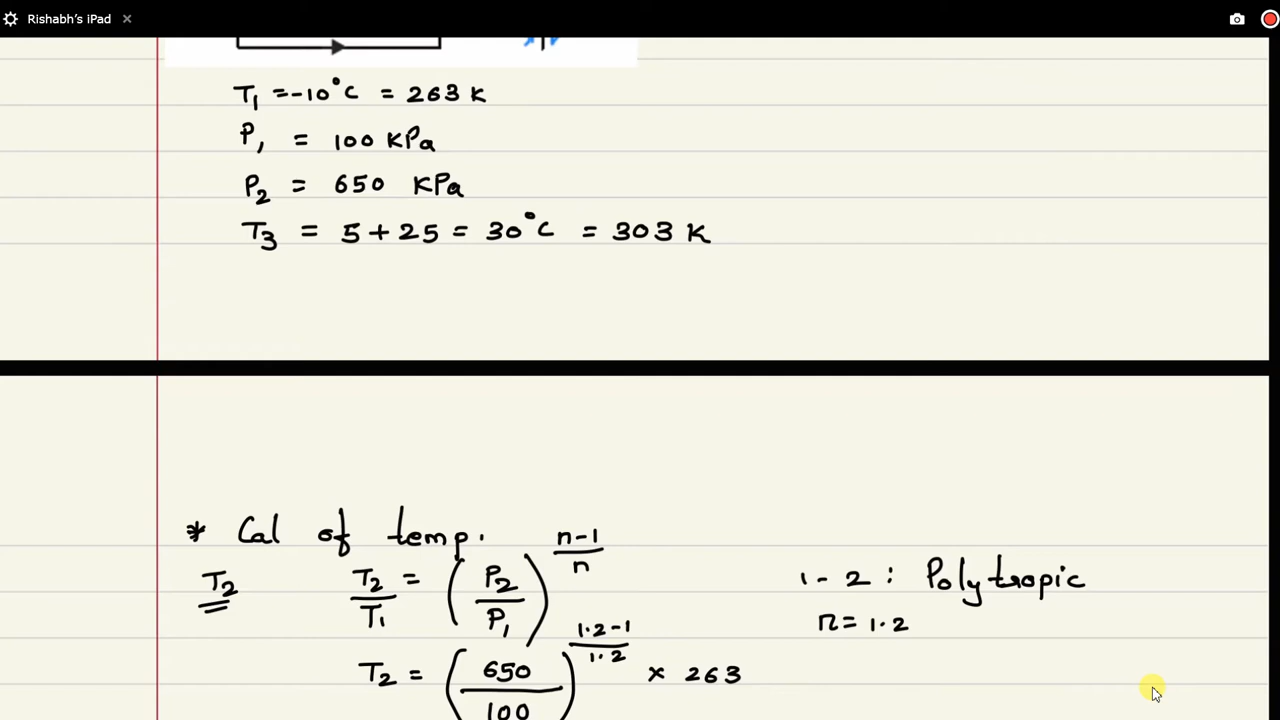 Rishabh's iPad ×
T₁ = -10°C = 263 K
P₁ = 100 KPa
P₂ = 650 KPa
T₃ = 5 + 25 = 30°C = 303 K
* Cal of temp.
T₂ T₂/T₁ = (P₂/P₁)^((n-1)/n) 1-2 : Polytropic
n = 1.2
T₂ = (650/100)^((1.2-1)/1.2) × 263